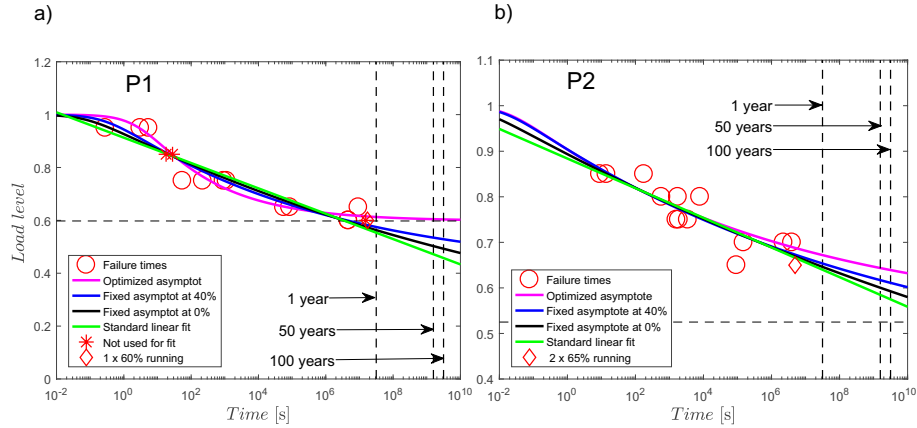 a)
P1
1.2
1
0.8
0.6
0.4
0.2
0
Load level
Failure times
Optimized asymptot
Fixed asymptot at 40%
Fixed asymptot at 0%
Standard linear fit
Not used for fit
1 x 60% running
1 year
50 years
100 years
10^-2 10^0 10^2 10^4 10^6 10^8 10^10
Time [s]
b)
P2
1.1
1
0.9
0.8
0.7
0.6
0.5
0.4
1 year
50 years
100 years
Failure times
Optimized asymptote
Fixed asymptote at 40%
Fixed asymptote at 0%
Standard linear fit
2 x 65% running
10^-2 10^0 10^2 10^4 10^6 10^8 10^10
Time [s]